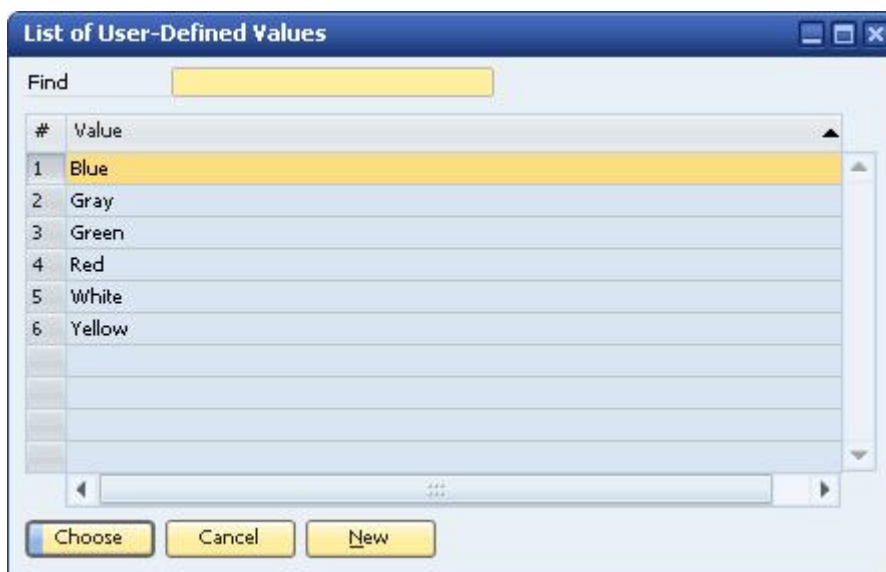 List of User-Defined Values
Find
# Value
1 Blue
2 Gray
3 Green
4 Red
5 White
6 Yellow
Choose Cancel New